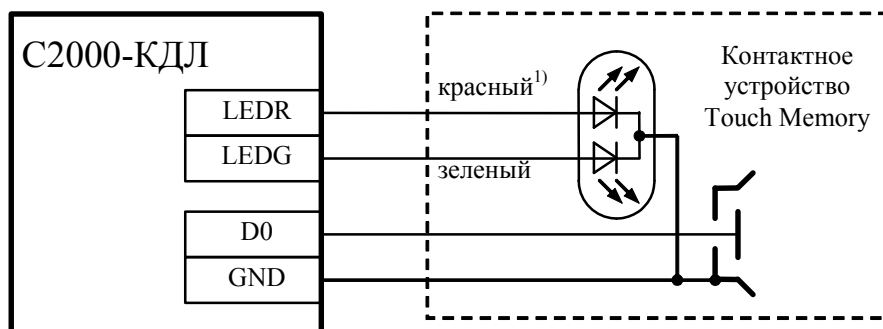 С2000-КДЛ
Контактное
устройство
Touch Memory
красный¹⁾
LEDR
LEDG
зеленый
D0
GND